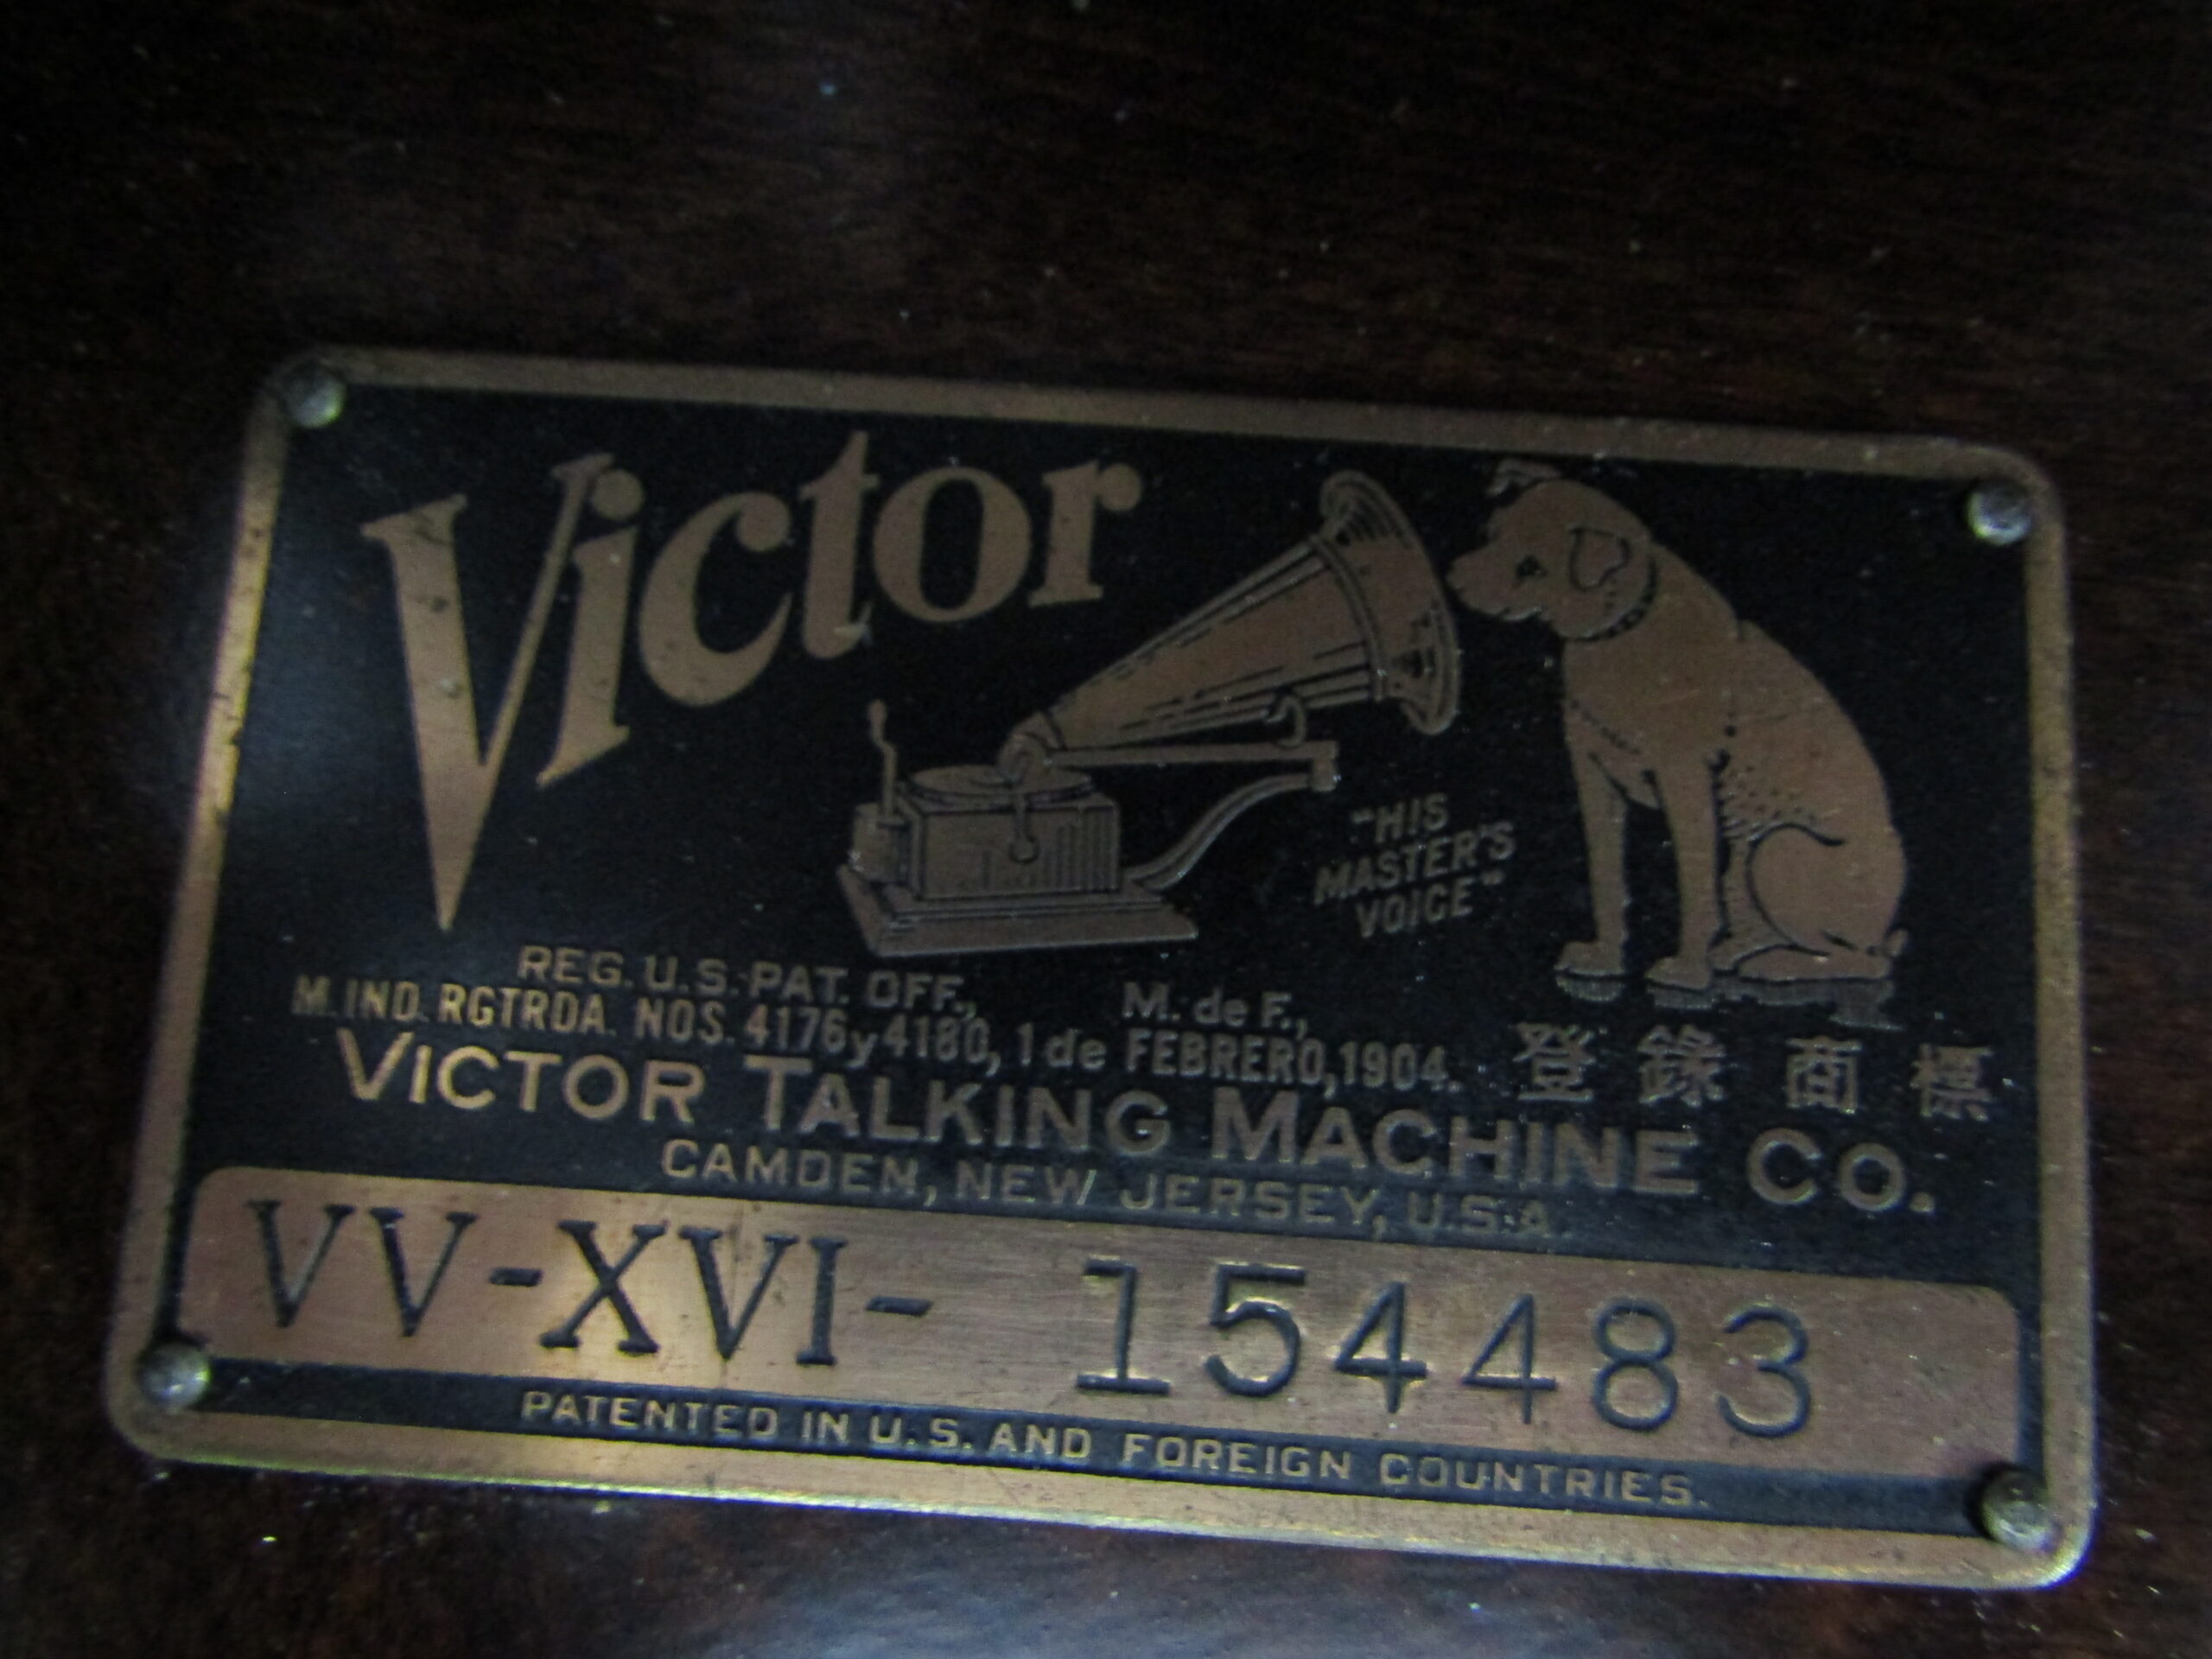 Victor
"HIS
MASTER'S
VOICE"
REG. U.S. PAT. OFF., M. de F.,
M. IND. RGTRDA. NOS. 4176 y 4180, 1 de FEBRERO, 1904. 登錄商標
VICTOR TALKING MACHINE CO.
CAMDEN, NEW JERSEY, U.S.A.
VV-XVI- 154483
PATENTED IN U.S. AND FOREIGN COUNTRIES.